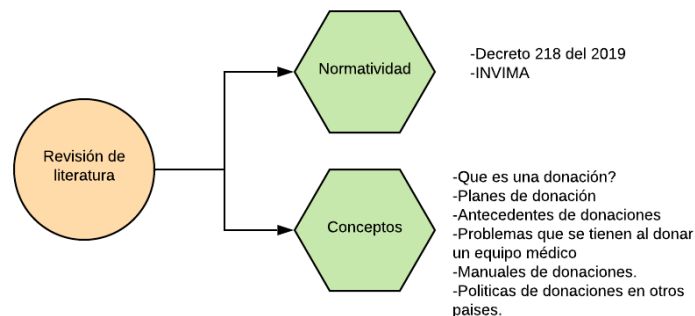 Revisión de
literatura
Normatividad
-Decreto 218 del 2019
-INVIMA
Conceptos
-Que es una donación?
-Planes de donación
-Antecedentes de donaciones
-Problemas que se tienen al donar
un equipo médico
-Manuales de donaciones.
-Politicas de donaciones en otros
paises.